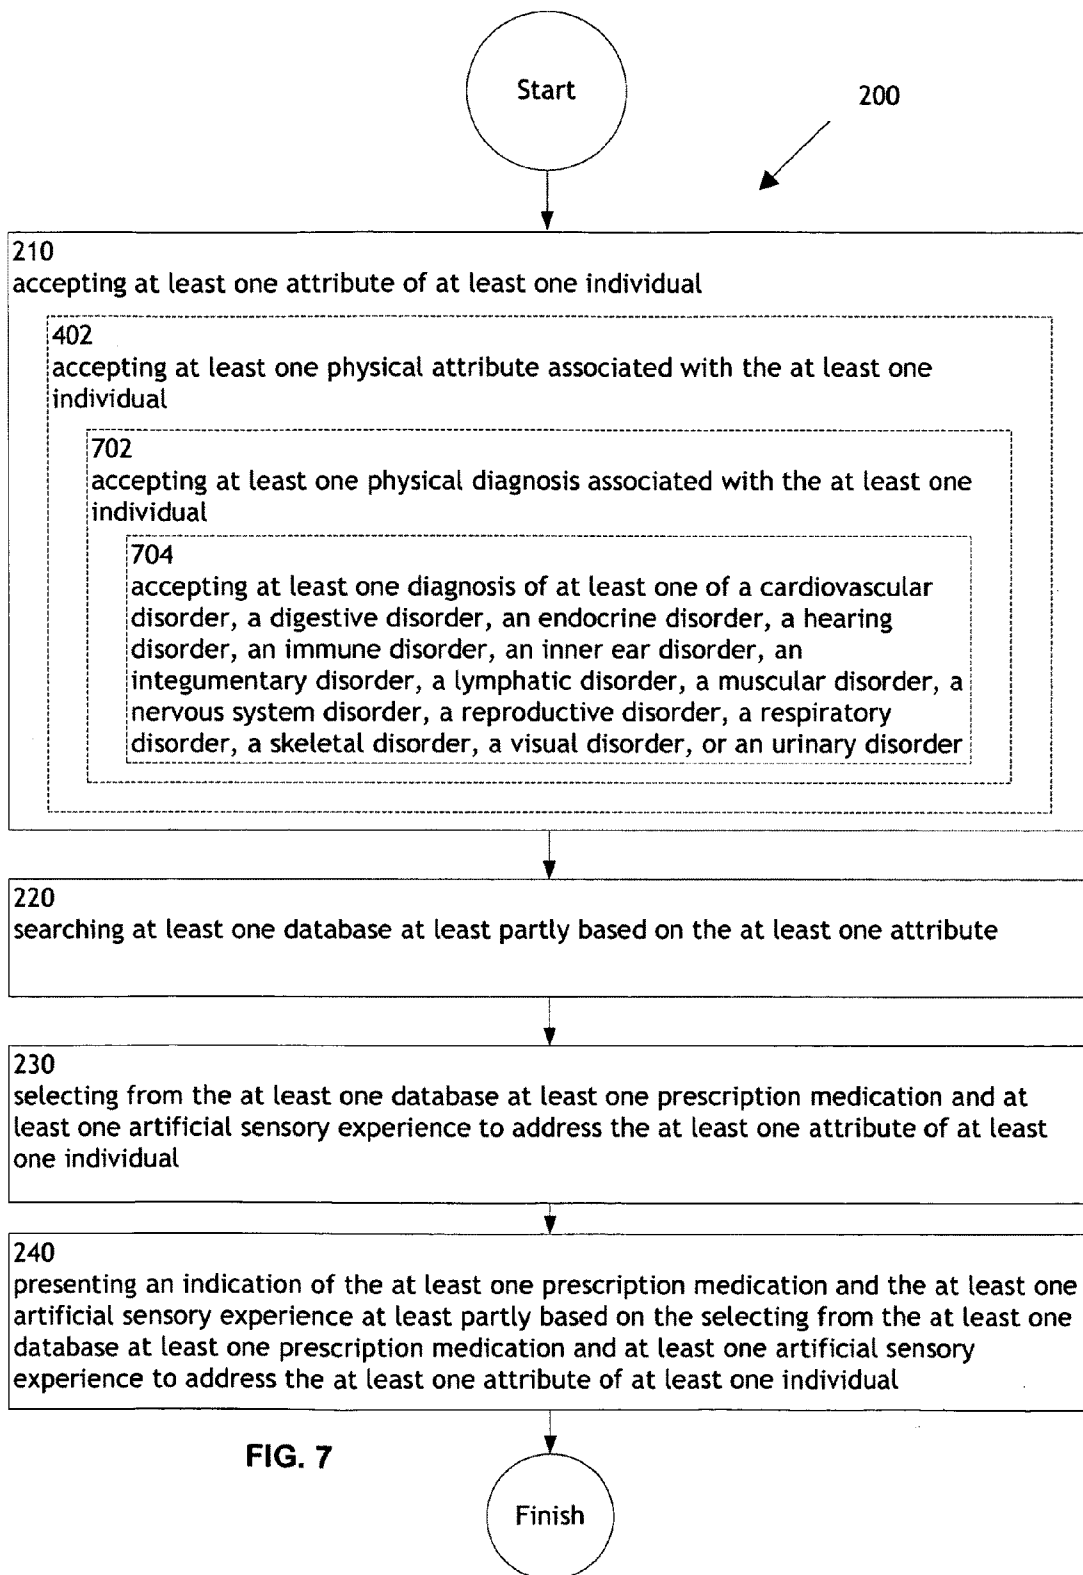 Start
200
210
accepting at least one attribute of at least one individual
402
accepting at least one physical attribute associated with the at least one
individual
702
accepting at least one physical diagnosis associated with the at least one
individual
704
accepting at least one diagnosis of at least one of a cardiovascular
disorder, a digestive disorder, an endocrine disorder, a hearing
disorder, an immune disorder, an inner ear disorder, an
integumentary disorder, a lymphatic disorder, a muscular disorder, a
nervous system disorder, a reproductive disorder, a respiratory
disorder, a skeletal disorder, a visual disorder, or an urinary disorder
220
searching at least one database at least partly based on the at least one attribute
230
selecting from the at least one database at least one prescription medication and at
least one artificial sensory experience to address the at least one attribute of at least
one individual
240
presenting an indication of the at least one prescription medication and the at least one
artificial sensory experience at least partly based on the selecting from the at least one
database at least one prescription medication and at least one artificial sensory
experience to address the at least one attribute of at least one individual
FIG. 7
Finish